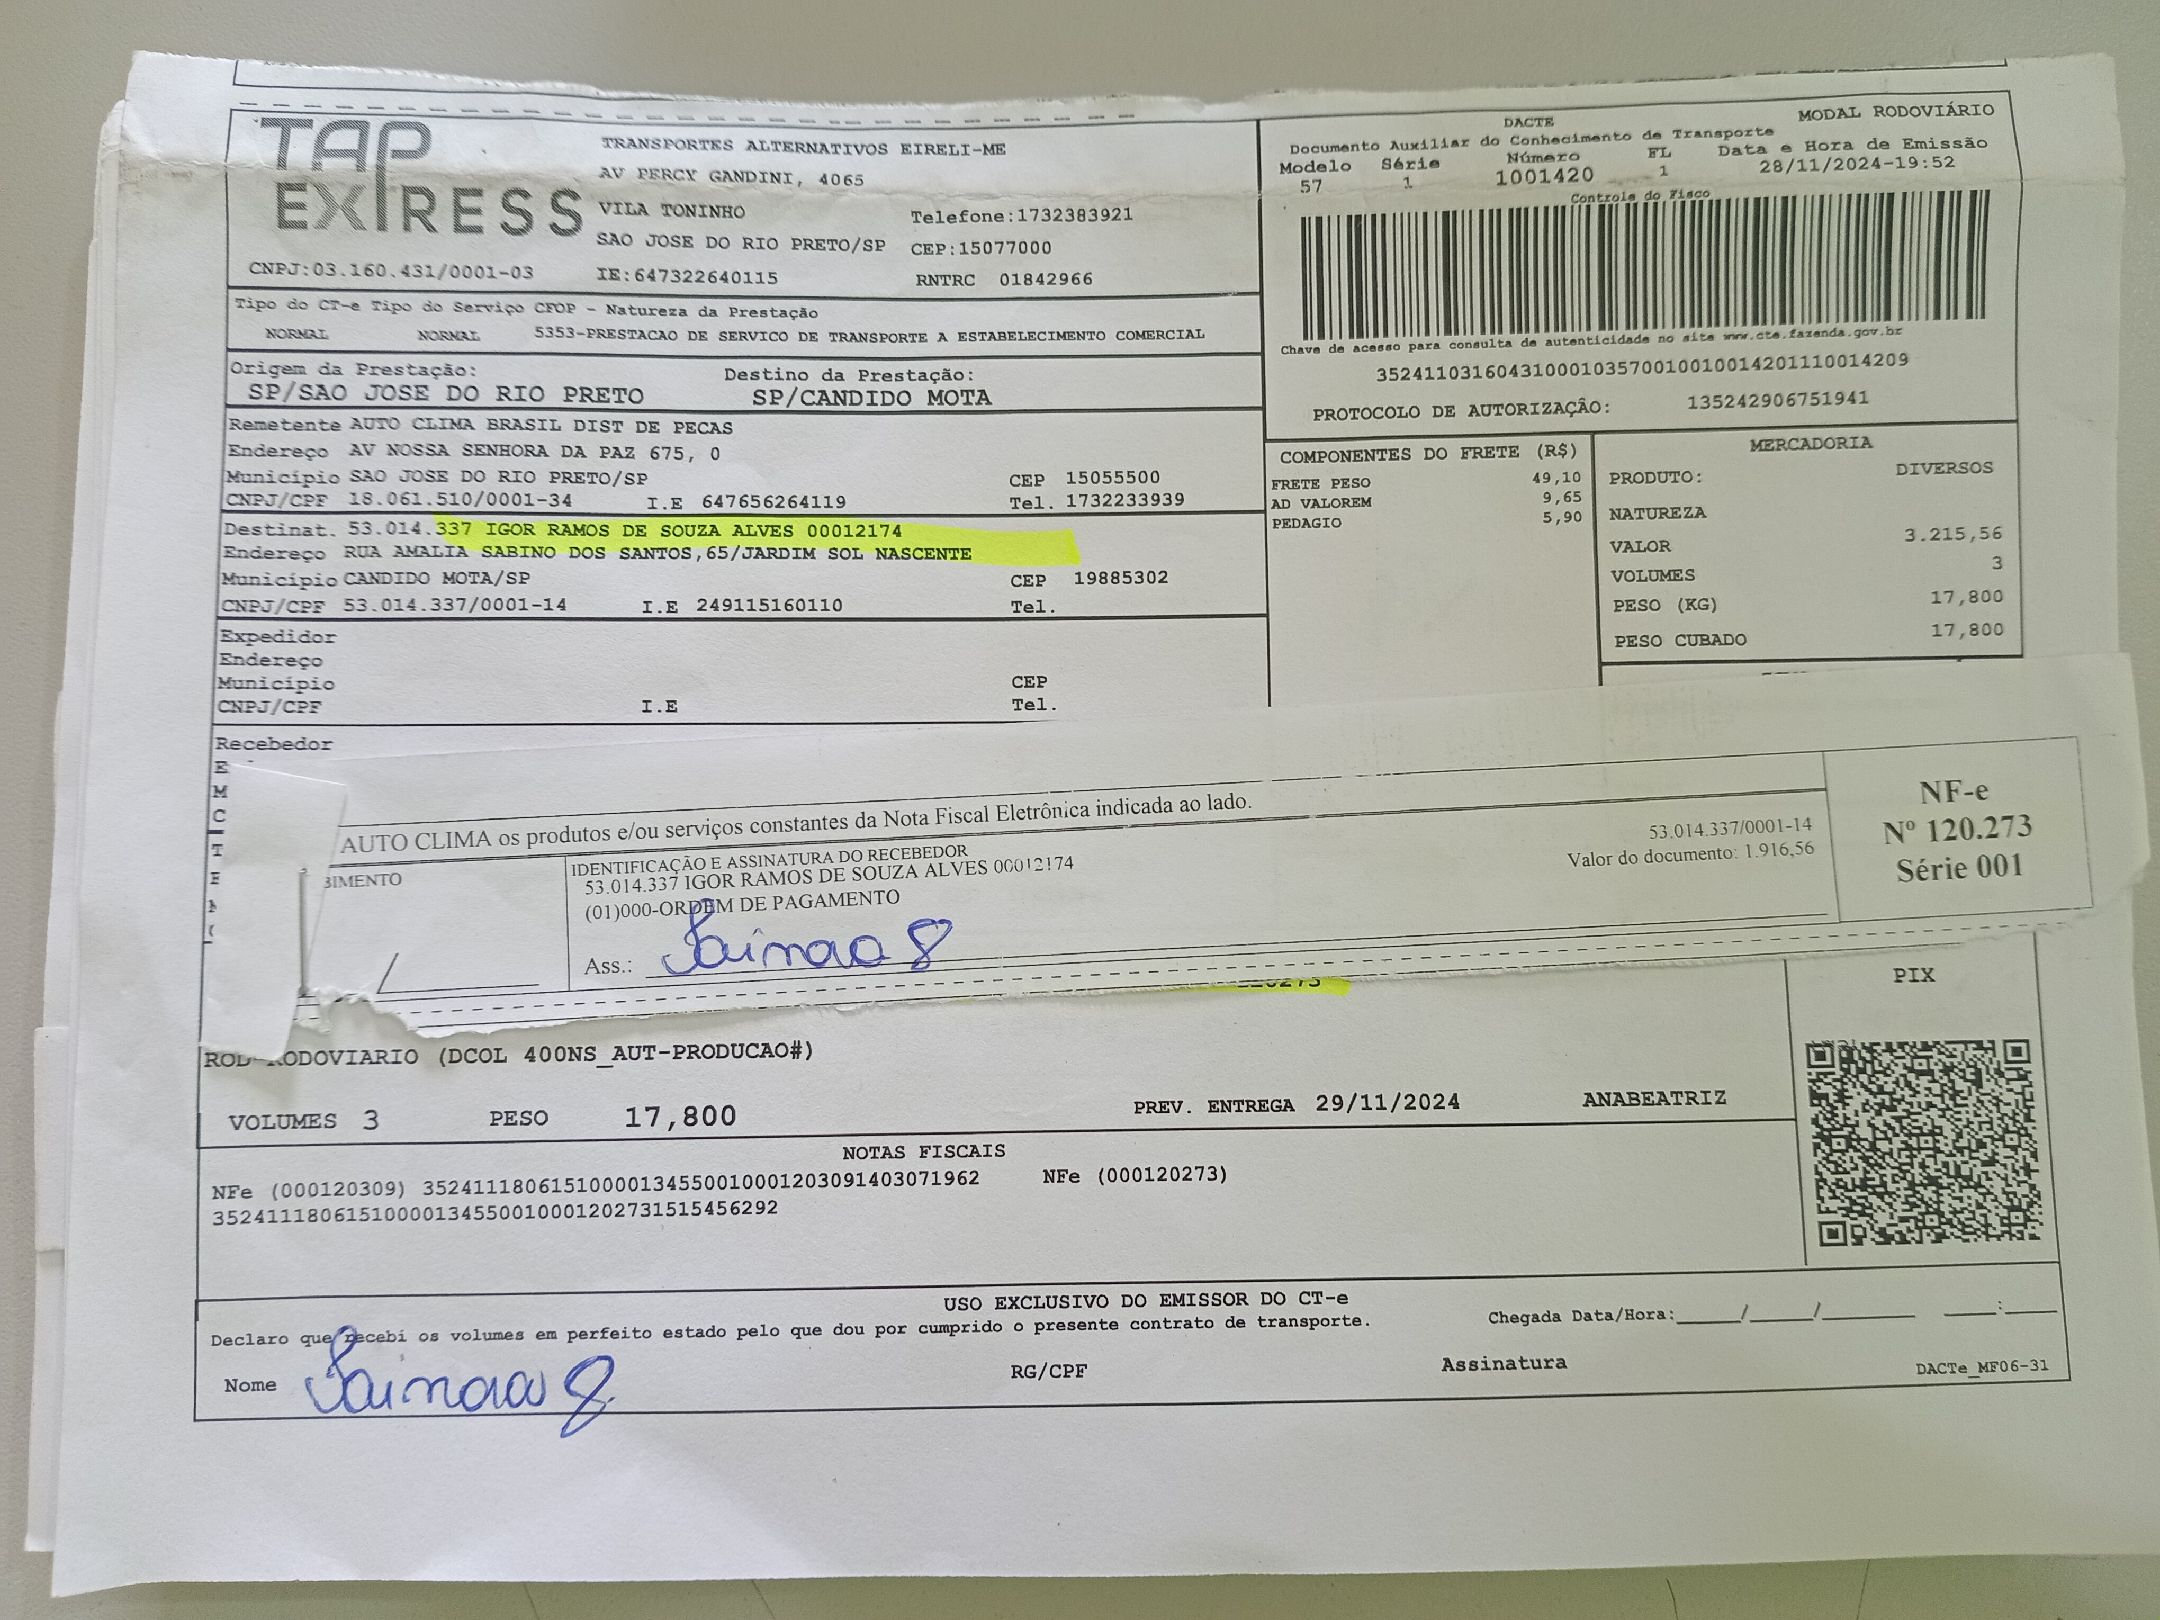 TAP EXPRESS
TRANSPORTES ALTERNATIVOS EIRELI-ME
AV PERCY GANDINI, 4065
VILA TONINHO Telefone:1732383921
SAO JOSE DO RIO PRETO/SP CEP:15077000
CNPJ:03.160.431/0001-03 IE:647322640115 RNTRC 01842966
DACTE MODAL RODOVIÁRIO
Documento Auxiliar do Conhecimento de Transporte
Modelo Série Número FL Data e Hora de Emissão
57 1 1001420 1 28/11/2024-19:52
Controle do Fisco
Chave de acesso para consulta de autenticidade no site www.cte.fazenda.gov.br
35241103160431000103570010010014201110014209
PROTOCOLO DE AUTORIZAÇÃO: 135242906751941
Tipo do CT-e Tipo do Serviço CFOP - Natureza da Prestação
NORMAL NORMAL 5353-PRESTACAO DE SERVICO DE TRANSPORTE A ESTABELECIMENTO COMERCIAL
Origem da Prestação: Destino da Prestação:
SP/SAO JOSE DO RIO PRETO SP/CANDIDO MOTA
Remetente AUTO CLIMA BRASIL DIST DE PECAS
Endereço AV NOSSA SENHORA DA PAZ 675, 0
Município SAO JOSE DO RIO PRETO/SP CEP 15055500
CNPJ/CPF 18.061.510/0001-34 I.E 647656264119 Tel. 1732233939
Destinat. 53.014.337 IGOR RAMOS DE SOUZA ALVES 00012174
Endereço RUA AMALIA SABINO DOS SANTOS,65/JARDIM SOL NASCENTE
Município CANDIDO MOTA/SP CEP 19885302
CNPJ/CPF 53.014.337/0001-14 I.E 249115160110 Tel.
Expedidor
Endereço
Município CEP
CNPJ/CPF I.E Tel.
Recebedor
E
M
C
T
E
COMPONENTES DO FRETE (R$)
FRETE PESO 49,10
AD VALOREM 9,65
PEDAGIO 5,90
MERCADORIA
PRODUTO: DIVERSOS
NATUREZA
VALOR 3.215,56
VOLUMES 3
PESO (KG) 17,800
PESO CUBADO 17,800
AUTO CLIMA os produtos e/ou serviços constantes da Nota Fiscal Eletrônica indicada ao lado.
BIMENTO
IDENTIFICAÇÃO E ASSINATURA DO RECEBEDOR
53.014.337 IGOR RAMOS DE SOUZA ALVES 00012174
(01)000-ORDEM DE PAGAMENTO
Ass.:
53.014.337/0001-14
Valor do documento: 1.916,56
NF-e
Nº 120.273
Série 001
PIX
ROD-RODOVIARIO (DCOL 400NS_AUT-PRODUCAO#)
VOLUMES 3 PESO 17,800 PREV. ENTREGA 29/11/2024 ANABEATRIZ
NOTAS FISCAIS
NFe (000120309) 35241118061510000134550010001203091403071962 NFe (000120273)
35241118061510000134550010001202731515456292
USO EXCLUSIVO DO EMISSOR DO CT-e
Declaro que recebi os volumes em perfeito estado pelo que dou por cumprido o presente contrato de transporte.
Chegada Data/Hora:____/____/______ ____:____
Nome RG/CPF Assinatura
DACTe_MF06-31